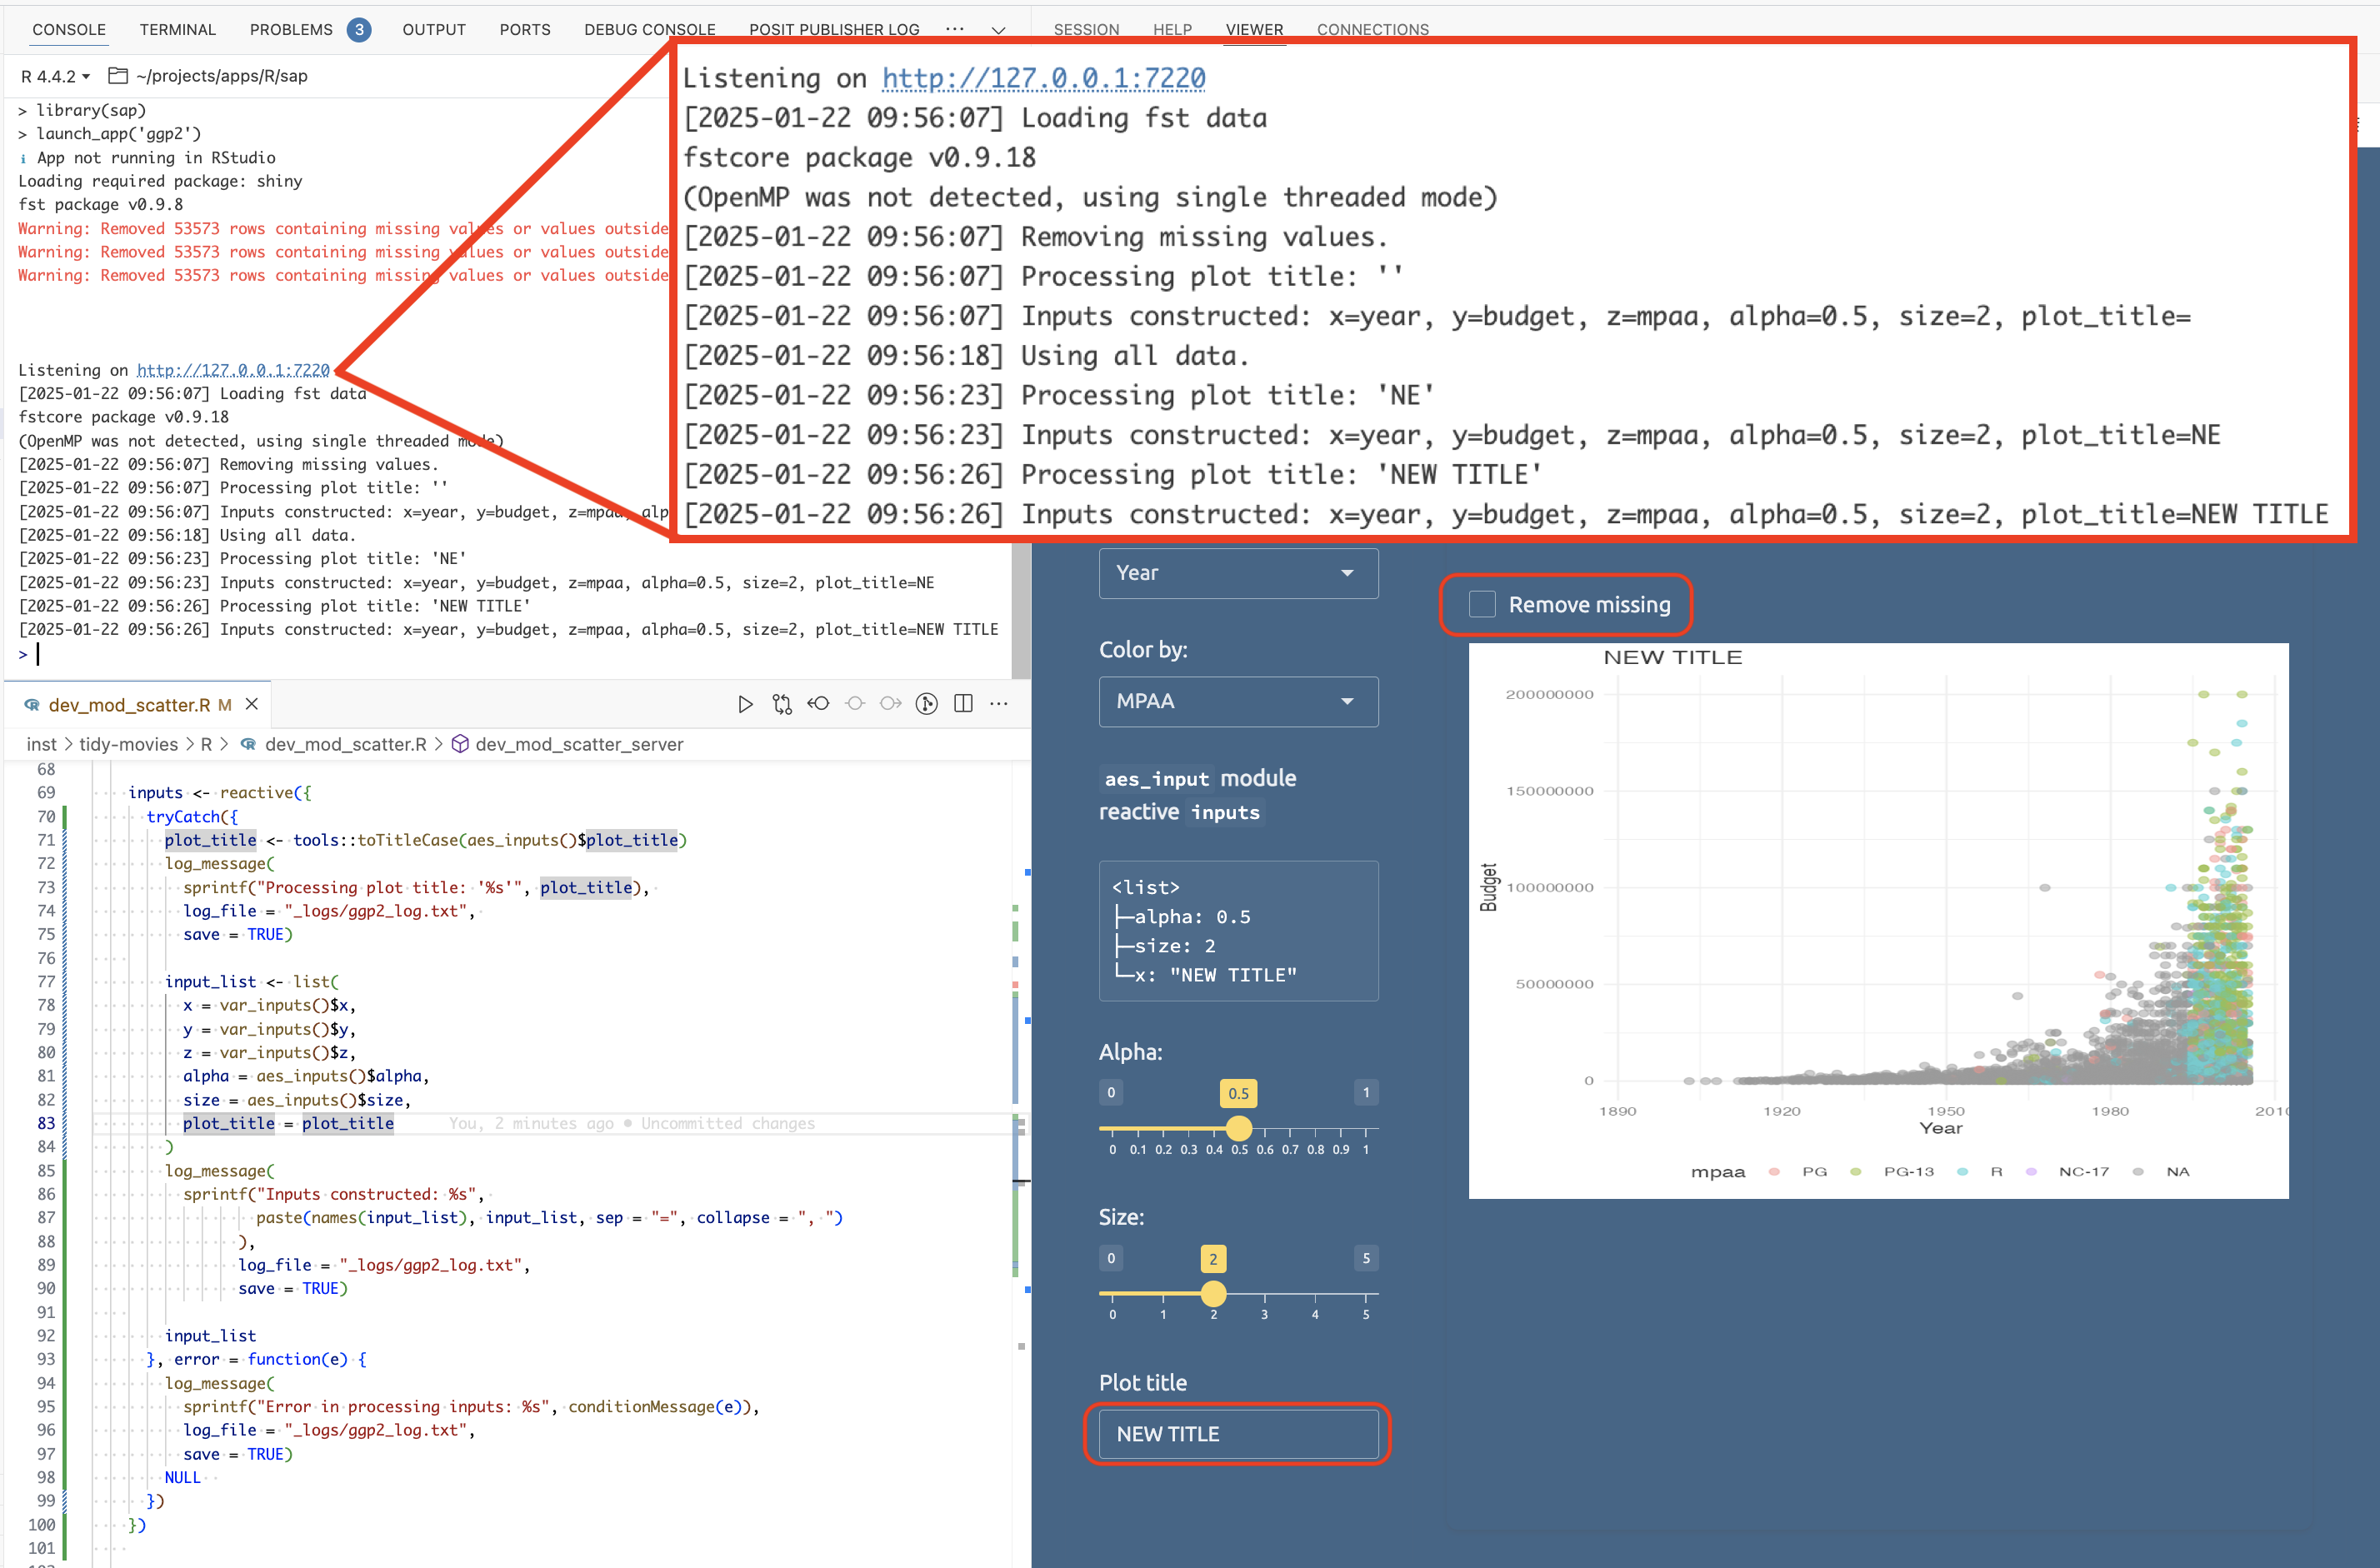 CONSOLE TERMINAL PROBLEMS 3 OUTPUT PORTS DEBUG CONSOLE POSIT PUBLISHER LOG ···
SESSION HELP VIEWER CONNECTIONS
R 4.4.2 ~/projects/apps/R/sap
> library(sap)
> launch_app('ggp2')
ℹ App not running in RStudio
Loading required package: shiny
fst package v0.9.8
Warning: Removed 53573 rows containing missing values or values outside
Warning: Removed 53573 rows containing missing values or values outside
Warning: Removed 53573 rows containing missing values or values outside
Listening on http://127.0.0.1:7220
[2025-01-22 09:56:07] Loading fst data
fstcore package v0.9.18
(OpenMP was not detected, using single threaded mode)
[2025-01-22 09:56:07] Removing missing values.
[2025-01-22 09:56:07] Processing plot title: ''
[2025-01-22 09:56:07] Inputs constructed: x=year, y=budget, z=mpaa, alp
[2025-01-22 09:56:18] Using all data.
[2025-01-22 09:56:23] Processing plot title: 'NE'
[2025-01-22 09:56:23] Inputs constructed: x=year, y=budget, z=mpaa, alpha=0.5, size=2, plot_title=NE
[2025-01-22 09:56:26] Processing plot title: 'NEW TITLE'
[2025-01-22 09:56:26] Inputs constructed: x=year, y=budget, z=mpaa, alpha=0.5, size=2, plot_title=NEW TITLE
>
Listening on http://127.0.0.1:7220
[2025-01-22 09:56:07] Loading fst data
fstcore package v0.9.18
(OpenMP was not detected, using single threaded mode)
[2025-01-22 09:56:07] Removing missing values.
[2025-01-22 09:56:07] Processing plot title: ''
[2025-01-22 09:56:07] Inputs constructed: x=year, y=budget, z=mpaa, alpha=0.5, size=2, plot_title=
[2025-01-22 09:56:18] Using all data.
[2025-01-22 09:56:23] Processing plot title: 'NE'
[2025-01-22 09:56:23] Inputs constructed: x=year, y=budget, z=mpaa, alpha=0.5, size=2, plot_title=NE
[2025-01-22 09:56:26] Processing plot title: 'NEW TITLE'
[2025-01-22 09:56:26] Inputs constructed: x=year, y=budget, z=mpaa, alpha=0.5, size=2, plot_title=NEW TITLE
dev_mod_scatter.R M
inst > tidy-movies > R > dev_mod_scatter.R > dev_mod_scatter_server
68
69 inputs <- reactive({
70 tryCatch({
71 plot_title <- tools::toTitleCase(aes_inputs()$plot_title)
72 log_message(
73 sprintf("Processing plot title: '%s'", plot_title),
74 log_file = "_logs/ggp2_log.txt",
75 save = TRUE)
76
77 input_list <- list(
78 x = var_inputs()$x,
79 y = var_inputs()$y,
80 z = var_inputs()$z,
81 alpha = aes_inputs()$alpha,
82 size = aes_inputs()$size,
83 plot_title = plot_title You, 2 minutes ago • Uncommitted changes
84 )
85 log_message(
86 sprintf("Inputs constructed: %s",
87 paste(names(input_list), input_list, sep = "=", collapse = ", ")
88 ),
89 log_file = "_logs/ggp2_log.txt",
90 save = TRUE)
91
92 input_list
93 }, error = function(e) {
94 log_message(
95 sprintf("Error in processing inputs: %s", conditionMessage(e)),
96 log_file = "_logs/ggp2_log.txt",
97 save = TRUE)
98 NULL
99 })
100 })
101
Year
Color by:
MPAA
aes_input module
reactive inputs
<list>
├─alpha: 0.5
├─size: 2
└─x: "NEW TITLE"
Alpha:
0 0.5 1
0 0.1 0.2 0.3 0.4 0.5 0.6 0.7 0.8 0.9 1
Size:
0 2 5
0 1 2 3 4 5
Plot title
NEW TITLE
Remove missing
NEW TITLE
200000000
150000000
100000000
50000000
0
Budget
1890 1920 1950 1980 2010
Year
mpaa PG PG-13 R NC-17 NA